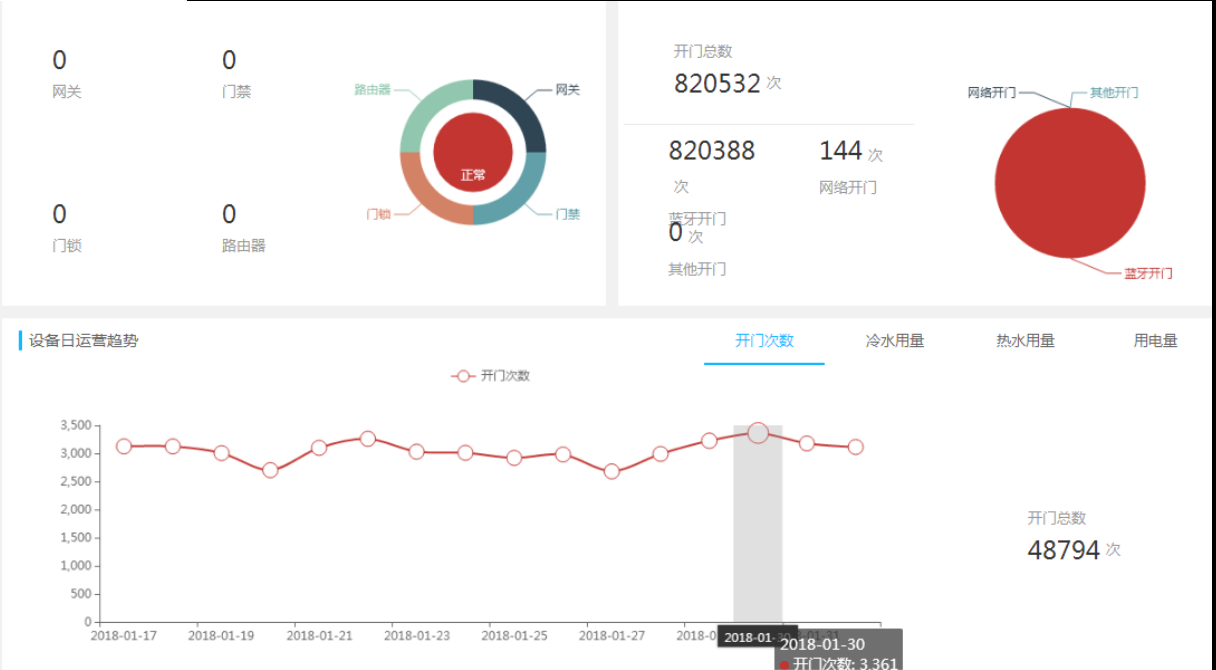 0
网关
0
门禁
0
门锁
0
路由器
路由器
网关
正常
门锁
门禁
开门总数
820532 次
820388
次
蓝牙开门
144 次
网络开门
0 次
其他开门
网络开门
其他开门
蓝牙开门
设备日运营趋势
开门次数
冷水用量
热水用量
用电量
开门次数
3,500
3,000
2,500
2,000
1,500
1,000
500
0
2018-01-17
2018-01-19
2018-01-21
2018-01-23
2018-01-25
2018-01-27
2018-01-30
开门次数: 3,361
开门总数
48794 次